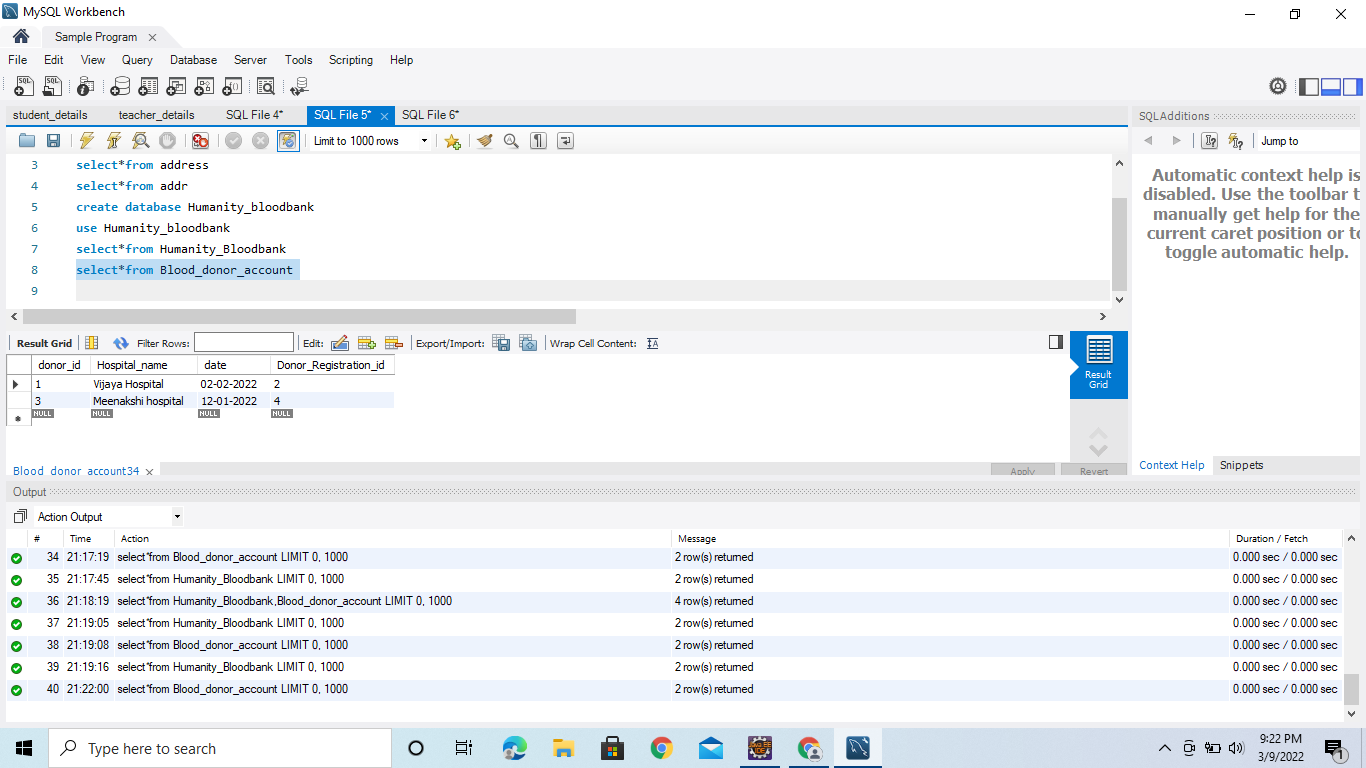 MySQL Workbench
Sample Program
File Edit View Query Database Server Tools Scripting Help
student_details teacher_details SQL File 4* SQL File 5* SQL File 6*
Limit to 1000 rows
3 select*from address
4 select*from addr
5 create database Humanity_bloodbank
6 use Humanity_bloodbank
7 select*from Humanity_Bloodbank
8 select*from Blood_donor_account
9
SQLAdditions
Jump to
Automatic context help is
disabled. Use the toolbar t
manually get help for the
current caret position or to
toggle automatic help.
Context Help Snippets
Result Grid Filter Rows: Edit: Export/Import: Wrap Cell Content:
donor_id Hospital_name date Donor_Registration_id
1 Vijaya Hospital 02-02-2022 2
3 Meenakshi hospital 12-01-2022 4
NULL NULL NULL NULL
Result
Grid
Blood_donor_account34 Apply Revert
Output
Action Output
# Time Action Message Duration / Fetch
34 21:17:19 select*from Blood_donor_account LIMIT 0, 1000 2 row(s) returned 0.000 sec / 0.000 sec
35 21:17:45 select*from Humanity_Bloodbank LIMIT 0, 1000 2 row(s) returned 0.000 sec / 0.000 sec
36 21:18:19 select*from Humanity_Bloodbank,Blood_donor_account LIMIT 0, 1000 4 row(s) returned 0.000 sec / 0.000 sec
37 21:19:05 select*from Humanity_Bloodbank LIMIT 0, 1000 2 row(s) returned 0.000 sec / 0.000 sec
38 21:19:08 select*from Blood_donor_account LIMIT 0, 1000 2 row(s) returned 0.000 sec / 0.000 sec
39 21:19:16 select*from Humanity_Bloodbank LIMIT 0, 1000 2 row(s) returned 0.000 sec / 0.000 sec
40 21:22:00 select*from Blood_donor_account LIMIT 0, 1000 2 row(s) returned 0.000 sec / 0.000 sec
Type here to search
9:22 PM
3/9/2022
1